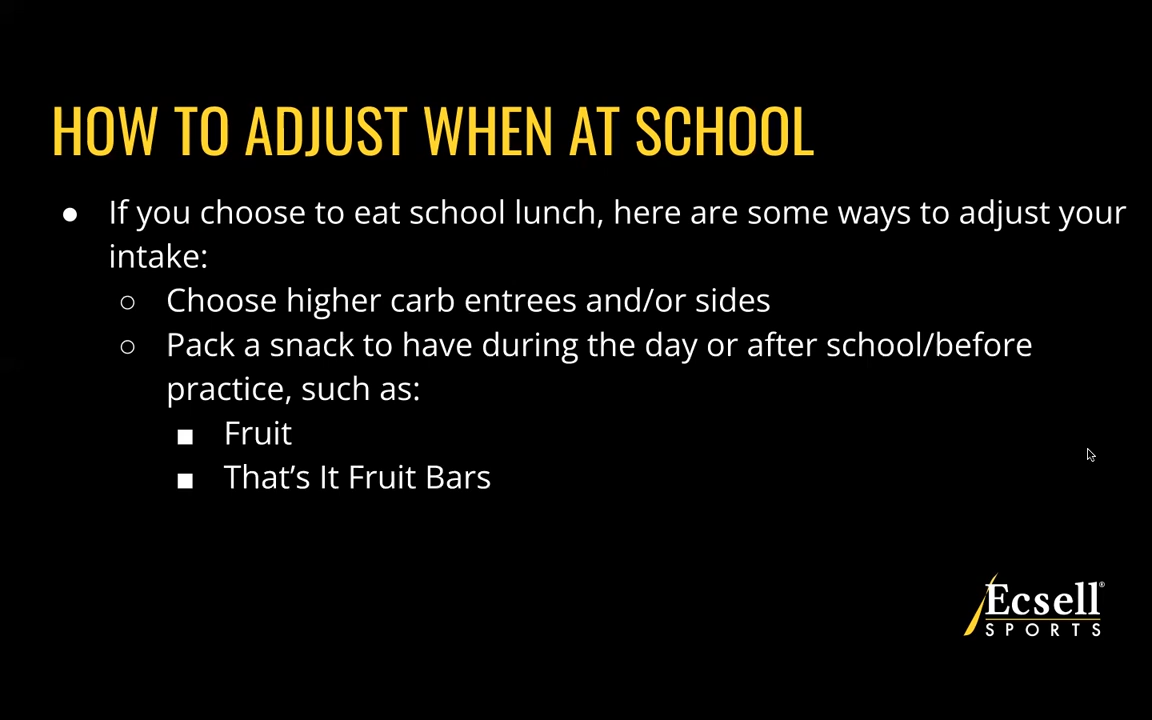 HOW TO ADJUST WHEN AT SCHOOL
● If you choose to eat school lunch, here are some ways to adjust your
intake:
○ Choose higher carb entrees and/or sides
○ Pack a snack to have during the day or after school/before
practice, such as:
■ Fruit
■ That’s It Fruit Bars
Ecsell®
SPORTS